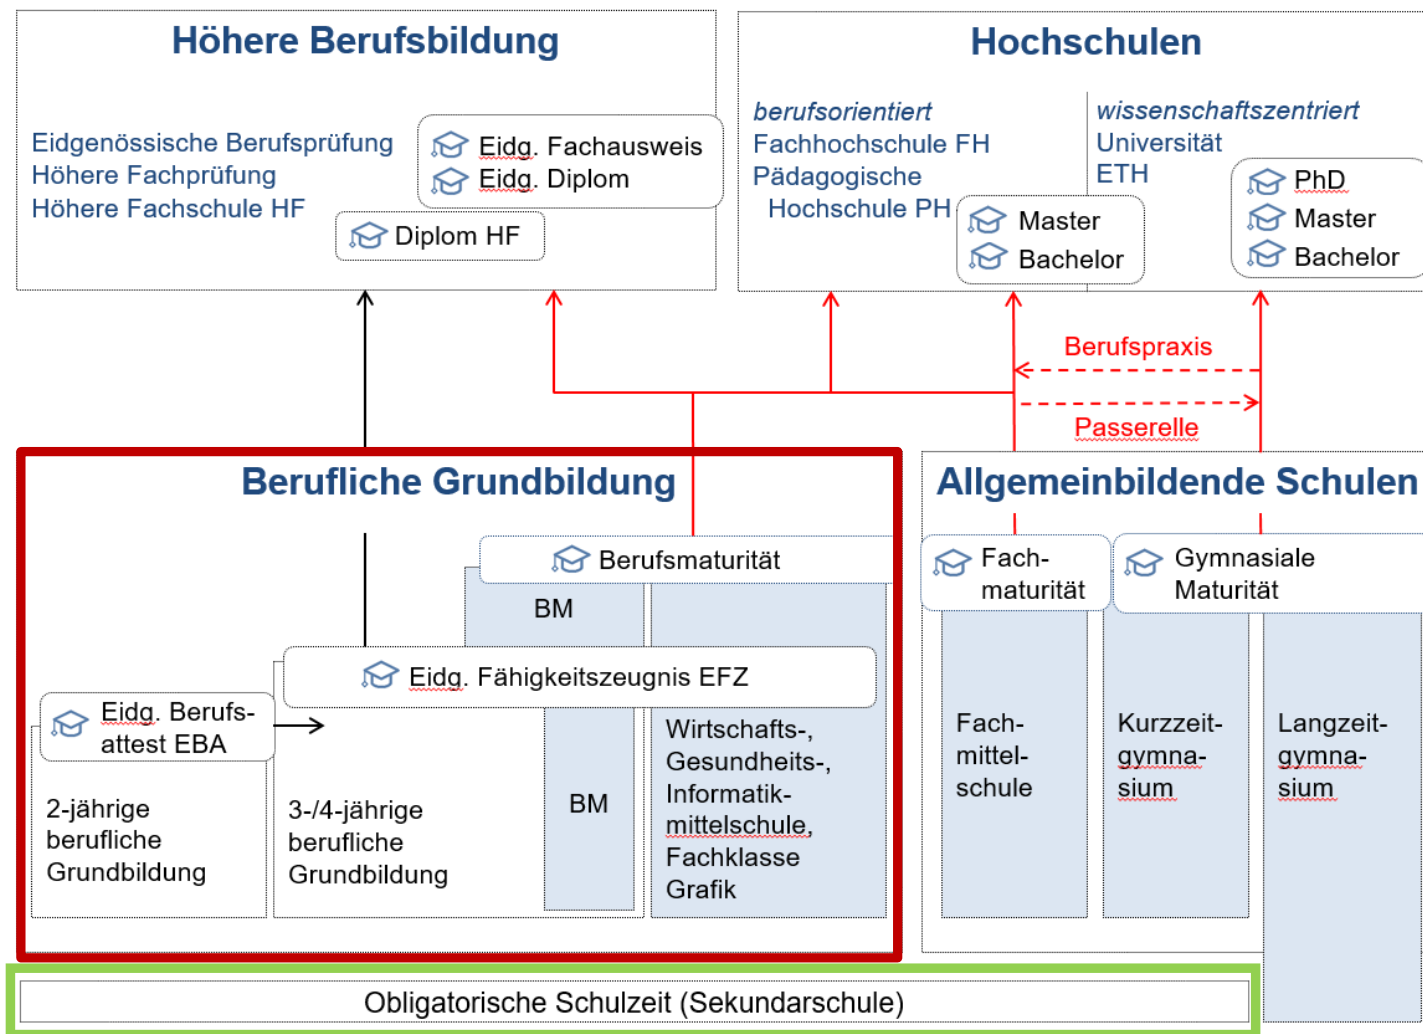 Höhere Berufsbildung
Eidgenössische Berufsprüfung
Höhere Fachprüfung
Höhere Fachschule HF
Eidg. Fachausweis
Eidg. Diplom
Diplom HF
Hochschulen
berufsorientiert
Fachhochschule FH
Pädagogische
Hochschule PH
Master
Bachelor
wissenschaftszentriert
Universität
ETH
PhD
Master
Bachelor
Berufspraxis
Passerelle
Berufliche Grundbildung
Berufsmaturität
BM
Eidg. Fähigkeitszeugnis EFZ
Eidg. Berufs-
attest EBA
2-jährige
berufliche
Grundbildung
3-/4-jährige
berufliche
Grundbildung
BM
Wirtschafts-,
Gesundheits-,
Informatik-
mittelschule,
Fachklasse
Grafik
Allgemeinbildende Schulen
Fach-
maturität
Gymnasiale
Maturität
Fach-
mittel-
schule
Kurzzeit-
gymna-
sium
Langzeit-
gymna-
sium
Obligatorische Schulzeit (Sekundarschule)